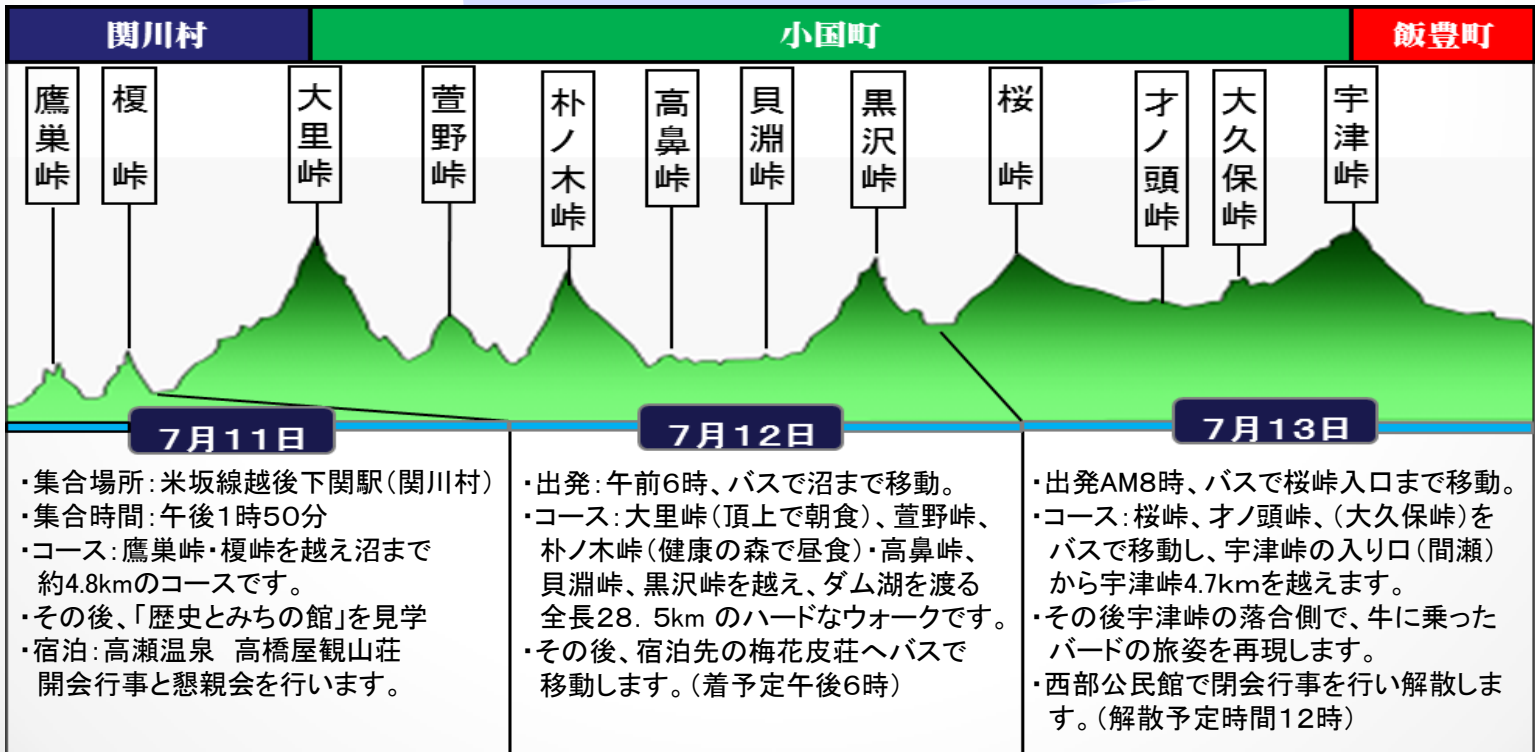 関川村
小国町
飯豊町
鷹巣峠
榎峠
大里峠
萱野峠
朴ノ木峠
高鼻峠
貝淵峠
黒沢峠
桜峠
才ノ頭峠
大久保峠
宇津峠
7月11日
・集合場所:米坂線越後下関駅(関川村)
・集合時間:午後1時50分
・コース:鷹巣峠・榎峠を越え沼まで
約4.8kmのコースです。
・その後、「歴史とみちの館」を見学
・宿泊:高瀬温泉 高橋屋観山荘
開会行事と懇親会を行います。
7月12日
・出発:午前6時、バスで沼まで移動。
・コース:大里峠(頂上で朝食)、萱野峠、
朴ノ木峠(健康の森で昼食)・高鼻峠、
貝淵峠、黒沢峠を越え、ダム湖を渡る
全長28.5km のハードなウォークです。
・その後、宿泊先の梅花皮荘へバスで
移動します。(着予定午後6時)
7月13日
・出発AM8時、バスで桜峠入口まで移動。
・コース:桜峠、才ノ頭峠、(大久保峠)を
バスで移動し、宇津峠の入り口(間瀬)
から宇津峠4.7kmを越えます。
・その後宇津峠の落合側で、牛に乗った
バードの旅姿を再現します。
・西部公民館で閉会行事を行い解散しま
す。(解散予定時間12時)